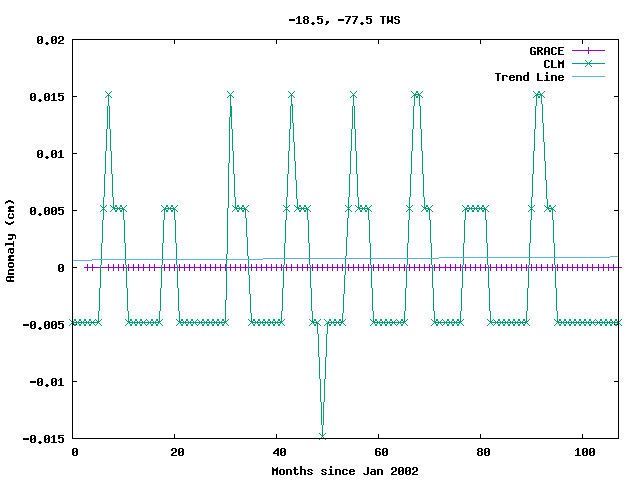 -18.5, -77.5 TWS
GRACE
CLM
Trend Line
0.02
0.015
0.01
0.005
0
-0.005
-0.01
-0.015
Anomaly (cm)
0 20 40 60 80 100
Months since Jan 2002